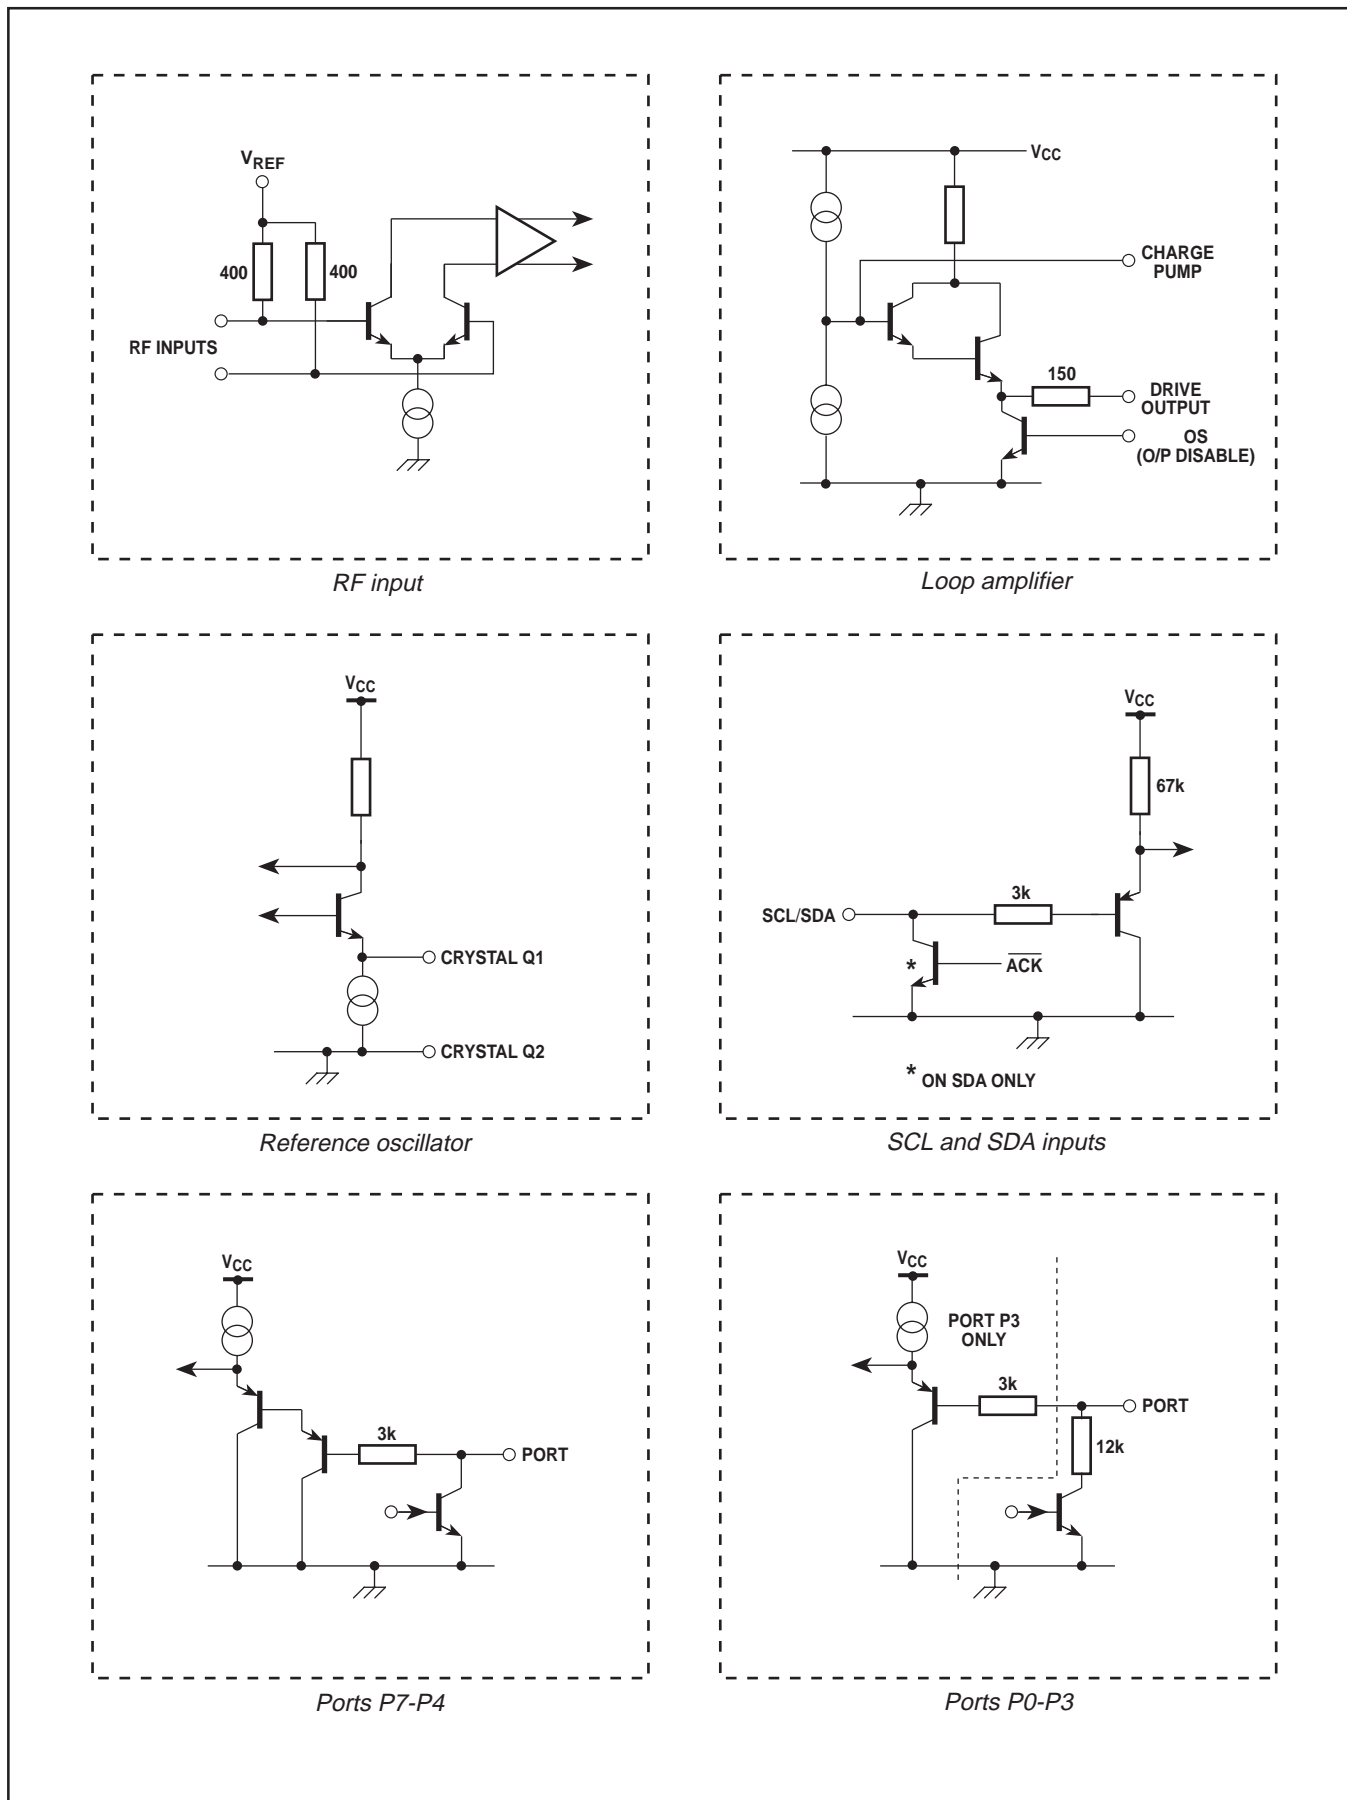 VREF
400
400
RF INPUTS
RF input
VCC
CHARGE
PUMP
150
DRIVE
OUTPUT
OS
(O/P DISABLE)
Loop amplifier
VCC
CRYSTAL Q1
CRYSTAL Q2
Reference oscillator
VCC
67k
3k
SCL/SDA
*
ACK
* ON SDA ONLY
SCL and SDA inputs
VCC
3k
PORT
Ports P7-P4
VCC
PORT P3
ONLY
3k
PORT
12k
Ports P0-P3